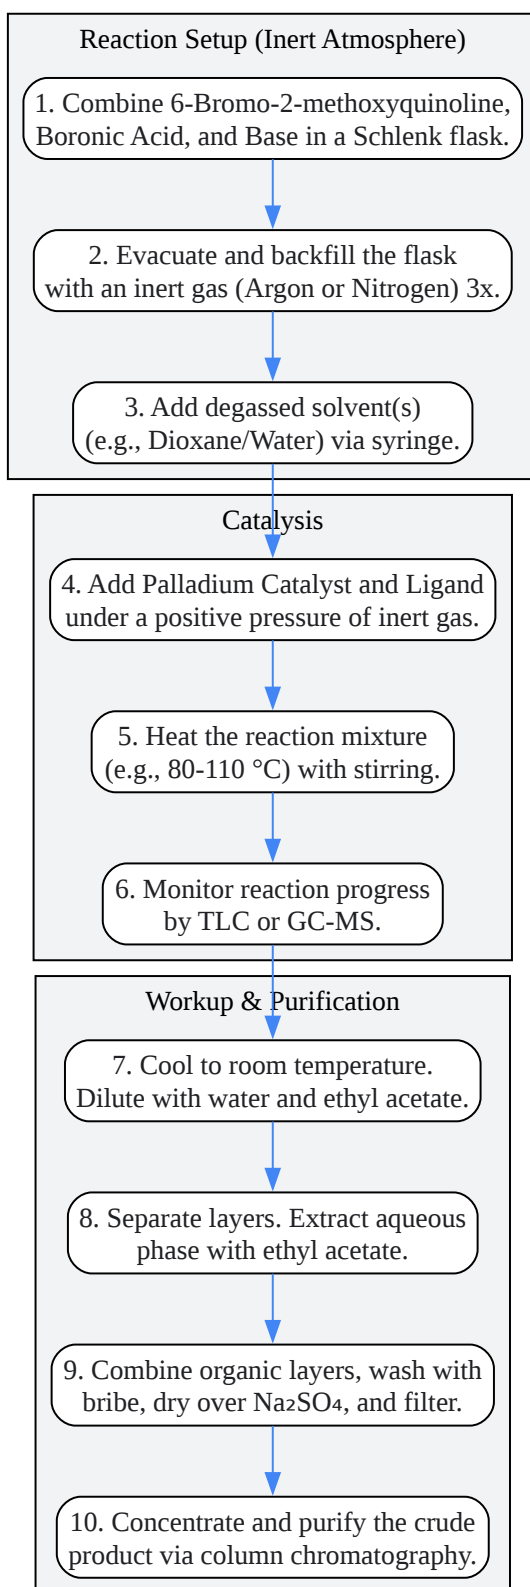 Reaction Setup (Inert Atmosphere)
1. Combine 6-Bromo-2-methoxyquinoline,
Boronic Acid, and Base in a Schlenk flask.
2. Evacuate and backfill the flask
with an inert gas (Argon or Nitrogen) 3x.
3. Add degassed solvent(s)
(e.g., Dioxane/Water) via syringe.
Catalysis
4. Add Palladium Catalyst and Ligand
under a positive pressure of inert gas.
5. Heat the reaction mixture
(e.g., 80-110 °C) with stirring.
6. Monitor reaction progress
by TLC or GC-MS.
Workup & Purification
7. Cool to room temperature.
Dilute with water and ethyl acetate.
8. Separate layers. Extract aqueous
phase with ethyl acetate.
9. Combine organic layers, wash with
bribe, dry over Na₂SO₄, and filter.
10. Concentrate and purify the crude
product via column chromatography.